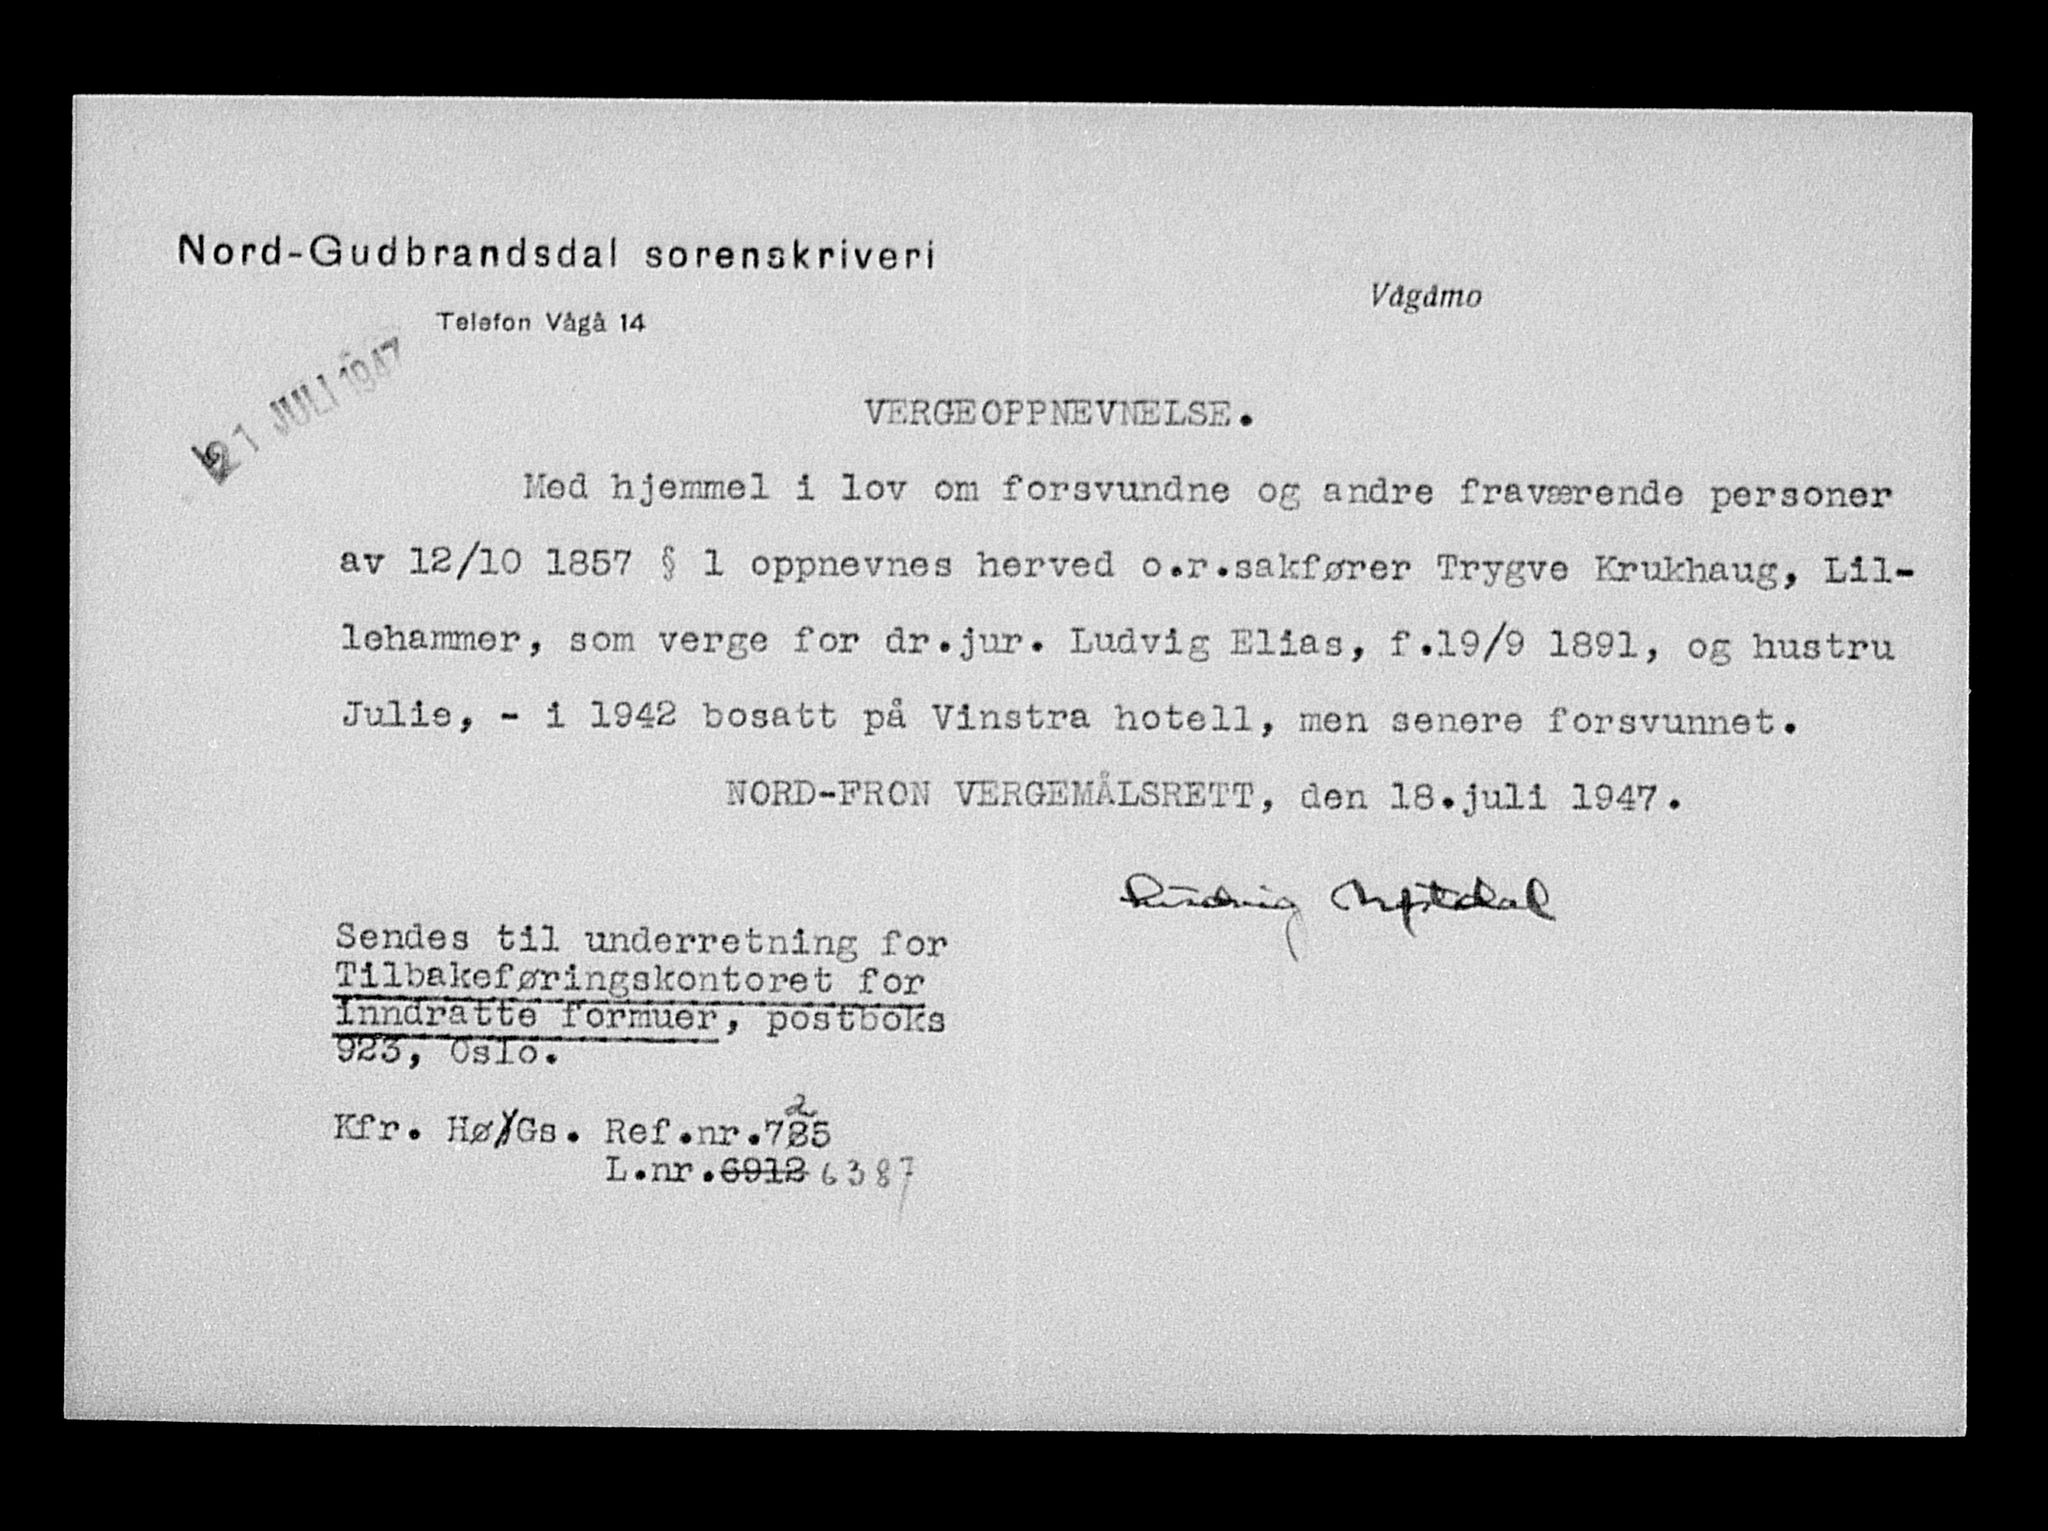 Nord-Gudbrandsdal sorenskriveri
Vågåmo
Telefon Vågå 14
21 JULI 1947
VERGEOPPNEVNELSE.
Med hjemmel i lov om forsvundne og andre fraværende personer
av 12/10 1857 § 1 oppnevnes herved o.r.sakfører Trygve Krukhaug, Lil-
lehammer, som verge for dr.jur. Ludvig Elias, f.19/9 1891, og hustru
Julie, - i 1942 bosatt på Vinstra hotell, men senere forsvunnet.
NORD-FRON VERGEMÅLSRETT, den 18.juli 1947.
Ludvig
Sendes til underretning for
Tilbakeføringskontoret for
inndratte formuer, postboks
923, Oslo.
2
Kfr. Hø/Gs. Ref.nr.785
L.nr.6912 6387